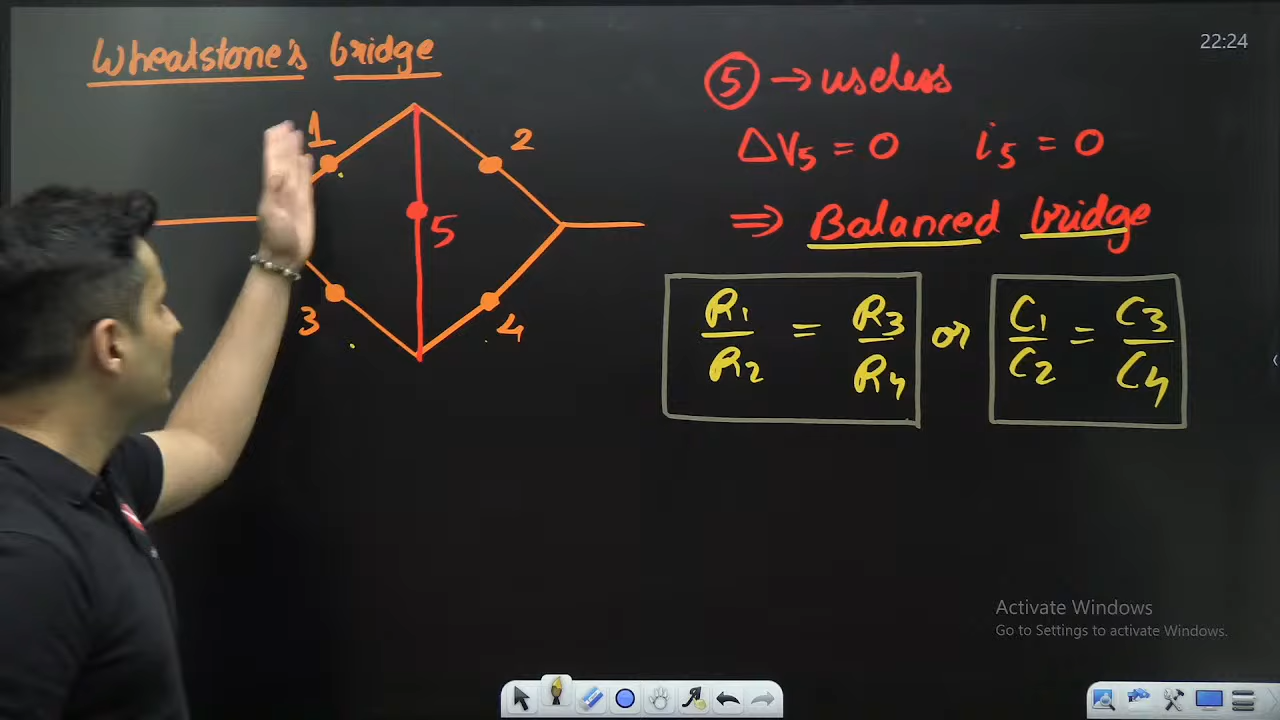 22:24
Wheatstone's bridge
1
2
5
3
4
5 → useless
ΔV₅ = 0 i₅ = 0
⇒ Balanced bridge
R₁/R₂ = R₃/R₄ or C₁/C₂ = C₃/C₄
Activate Windows
Go to Settings to activate Windows.